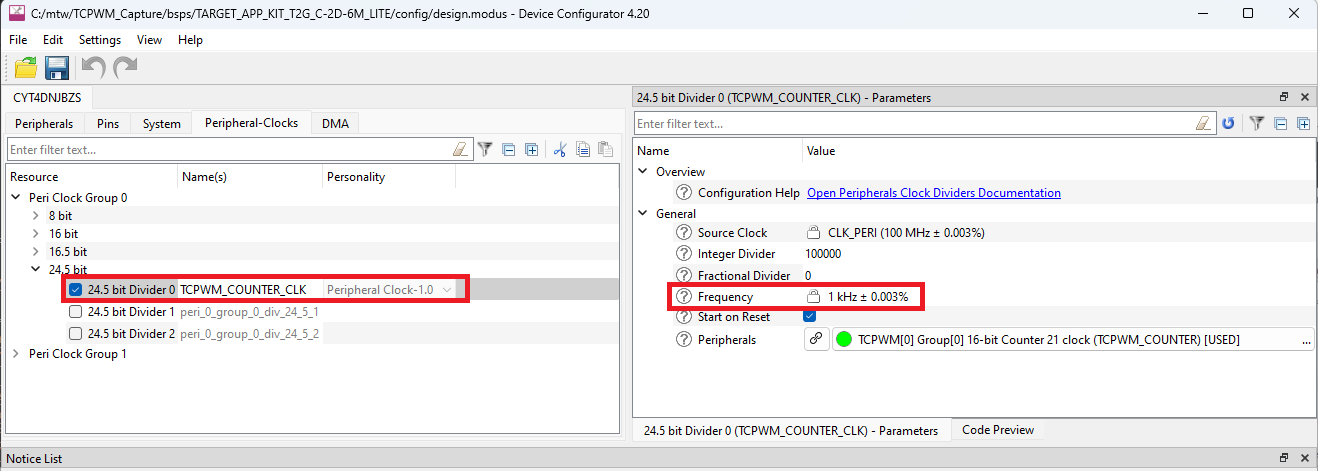 C:/mtw/TCPWM_Capture/bsps/TARGET_APP_KIT_T2G_C-2D-6M_LITE/config/design.modus - Device Configurator 4.20
File Edit Settings View Help
CYT4DNJBZS
Peripherals Pins System Peripheral-Clocks DMA
Enter filter text...
Resource Name(s) Personality
Peri Clock Group 0
8 bit
16 bit
16.5 bit
24.5 bit
24.5 bit Divider 0 TCPWM_COUNTER_CLK Peripheral Clock-1.0
24.5 bit Divider 1 peri_0_group_0_div_24_5_1
24.5 bit Divider 2 peri_0_group_0_div_24_5_2
Peri Clock Group 1
24.5 bit Divider 0 (TCPWM_COUNTER_CLK) - Parameters
Enter filter text...
Name Value
Overview
Configuration Help Open Peripherals Clock Dividers Documentation
General
Source Clock CLK_PERI (100 MHz ± 0.003%)
Integer Divider 100000
Fractional Divider 0
Frequency 1 kHz ± 0.003%
Start on Reset
Peripherals TCPWM[0] Group[0] 16-bit Counter 21 clock (TCPWM_COUNTER) [USED] ...
24.5 bit Divider 0 (TCPWM_COUNTER_CLK) - Parameters Code Preview
Notice List